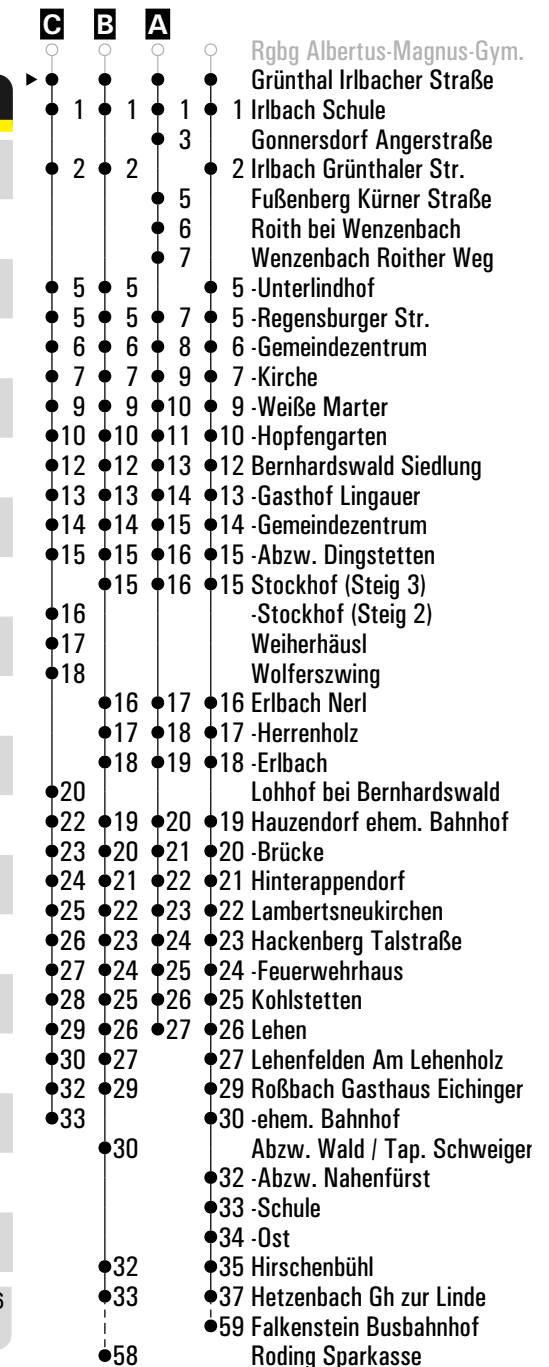 C B A
Rgbg Albertus-Magnus-Gym.
Grünthal Irlbacher Straße
1 1 1 1 Irlbach Schule
3 Gonnersdorf Angerstraße
2 2 2 Irlbach Grünthaler Str.
5 Fußenberg Kürner Straße
6 Roith bei Wenzenbach
7 Wenzenbach Roither Weg
5 5 5 -Unterlindhof
5 5 7 5 -Regensburger Str.
6 6 8 6 -Gemeindezentrum
7 7 9 7 -Kirche
9 9 10 9 -Weiße Marter
10 10 11 10 -Hopfengarten
12 12 13 12 Bernhardswald Siedlung
13 13 14 13 -Gasthof Lingauer
14 14 15 14 -Gemeindezentrum
15 15 16 15 -Abzw. Dingstetten
15 16 15 Stockhof (Steig 3)
16 -Stockhof (Steig 2)
17 Weiherhäusl
18 Wolferszwing
16 17 16 Erlbach Nerl
17 18 17 -Herrenholz
18 19 18 -Erlbach
20 Lohhof bei Bernhardswald
22 19 20 19 Hauzendorf ehem. Bahnhof
23 20 21 20 -Brücke
24 21 22 21 Hinterappendorf
25 22 23 22 Lambertsneukirchen
26 23 24 23 Hackenberg Talstraße
27 24 25 24 -Feuerwehrhaus
28 25 26 25 Kohlstetten
29 26 27 26 Lehen
30 27 27 Lehenfelden Am Lehenholz
32 29 29 Roßbach Gasthaus Eichinger
33 30 -ehem. Bahnhof
30 Abzw. Wald / Tap. Schweiger
32 -Abzw. Nahenfürst
33 -Schule
34 -Ost
32 35 Hirschenbühl
33 37 Hetzenbach Gh zur Linde
59 Falkenstein Busbahnhof
58 Roding Sparkasse